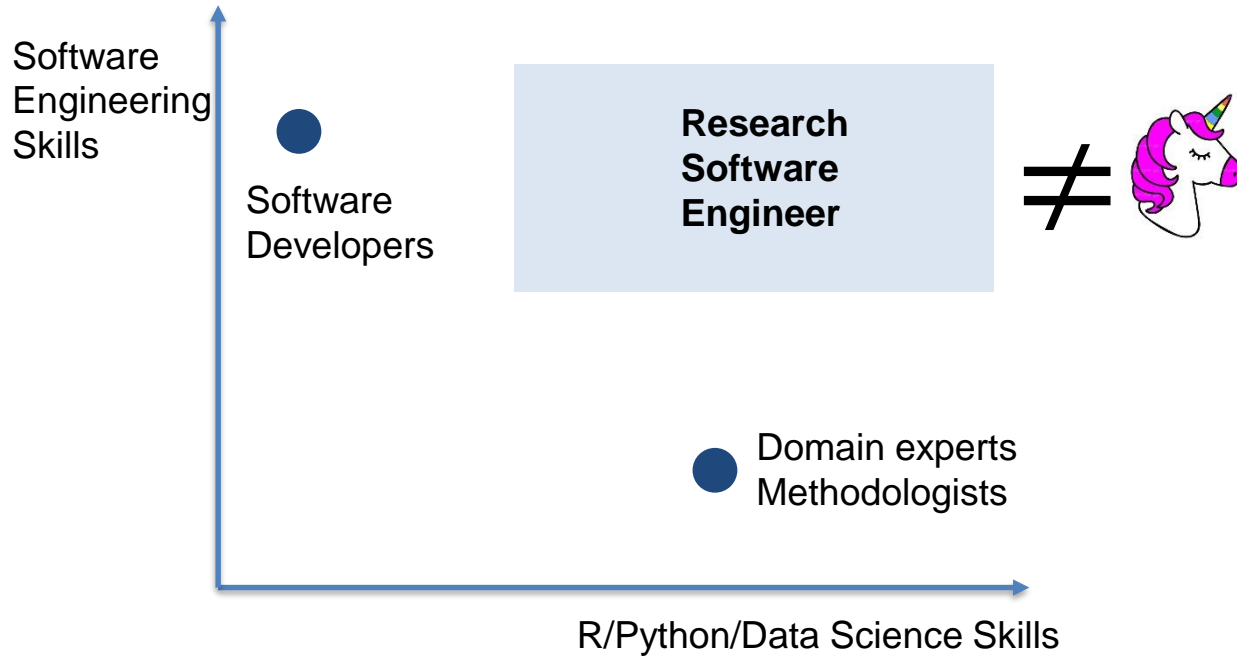 Software
Engineering
Skills
Software
Developers
Research
Software
Engineer
≠
Domain experts
Methodologists
R/Python/Data Science Skills